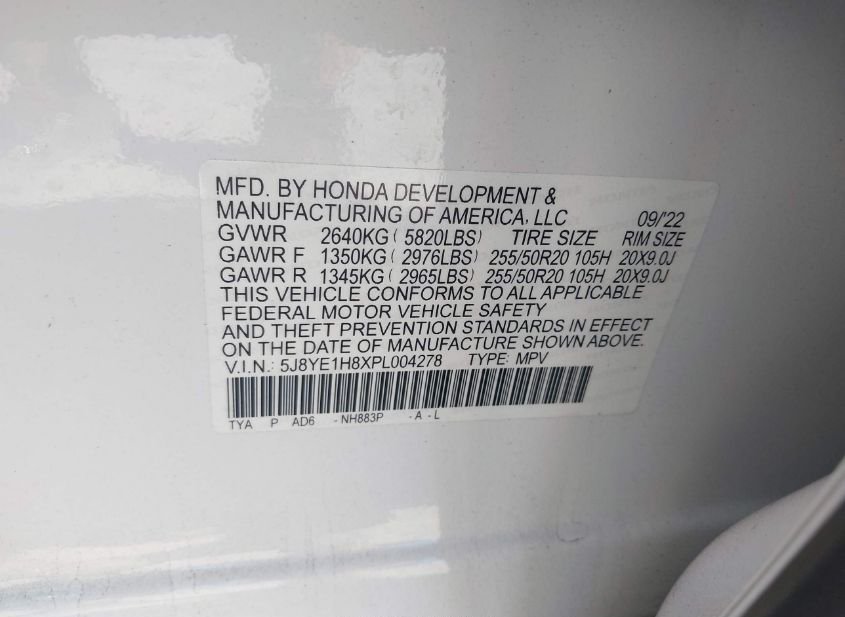 MFD. BY HONDA DEVELOPMENT &
MANUFACTURING OF AMERICA, LLC 09/'22
GVWR 2640KG ( 5820LBS) TIRE SIZE RIM SIZE
GAWR F 1350KG ( 2976LBS) 255/50R20 105H 20X9.0J
GAWR R 1345KG ( 2965LBS) 255/50R20 105H 20X9.0J
THIS VEHICLE CONFORMS TO ALL APPLICABLE
FEDERAL MOTOR VEHICLE SAFETY
AND THEFT PREVENTION STANDARDS IN EFFECT
ON THE DATE OF MANUFACTURE SHOWN ABOVE.
V.I.N.: 5J8YE1H8XPL004278 TYPE: MPV
TYA P AD6 -NH883P -A-L